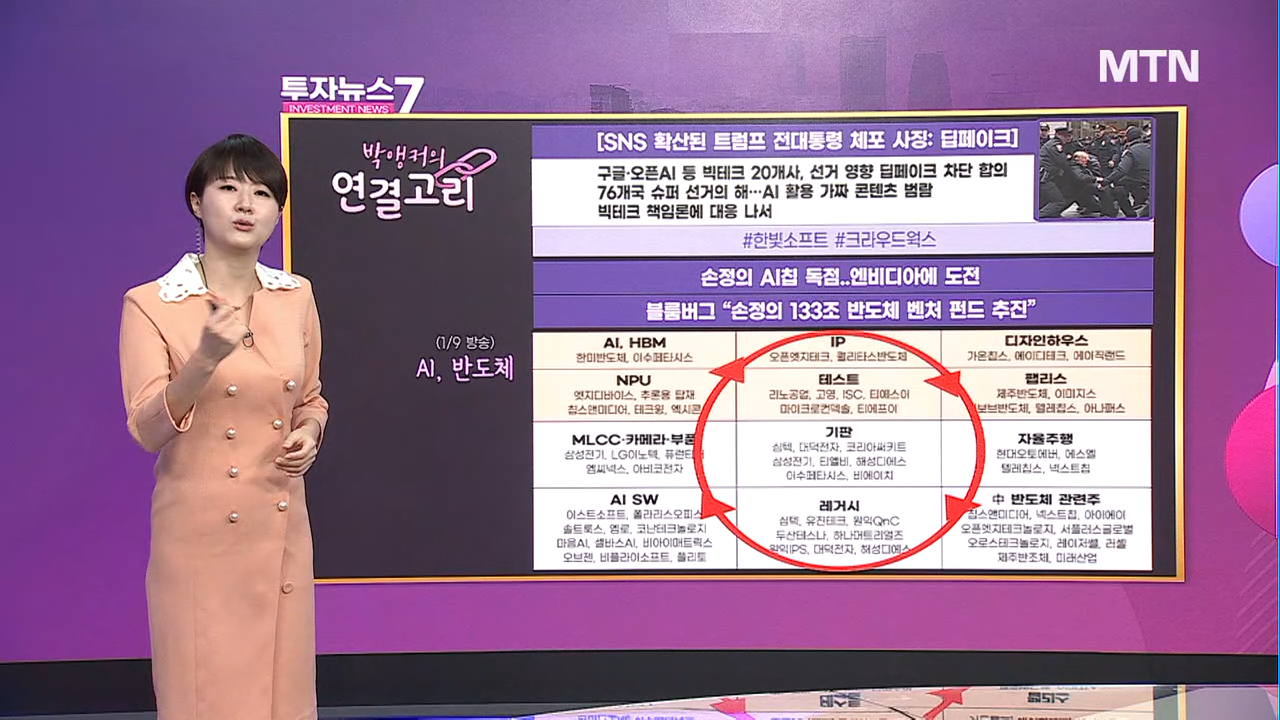 MTN
투자뉴스7
INVESTMENT NEWS
박앵커의
연결고리
[SNS 확산된 트럼프 전대통령 체포 사징: 딥페이크]
구글·오픈AI 등 빅테크 20개사, 선거 영향 딥페이크 차단 합의
76개국 슈퍼 선거의 해…AI 활용 가짜 콘텐츠 범람
빅테크 책임론에 대응 나서
#한빛소프트 #크라우드웍스
손정의 AI칩 독점..엔비디아에 도전
블룸버그 “손정의 133조 반도체 벤처 펀드 추진”
(1/9 방송)
AI, 반도체
AI, HBM
한미반도체, 이수페타시스
IP
오픈엣지테크, 퀄리타스반도체
디자인하우스
가온칩스, 에이디테크, 에이직랜드
NPU
엣지디바이스, 추론용 탑재
칩스앤미디어, 테크윙, 엑시콘
테스트
리노공업, 고영, ISC, 티에스이
마이크로컨텍솔, 티에프이
팹리스
제주반도체, 이미지스
보브반도체, 텔레칩스, 아나패스
MLCC·카메라·부품
삼성전기, LG이노텍, 퓨런티어
엠씨넥스, 아비코전자
기판
심텍, 대덕전자, 코리아써키트
삼성전기, 티엘비, 해성디에스
이수페타시스, 비에이치
자율주행
현대오토에버, 에스엘
텔레칩스, 넥스트칩
AI SW
이스트소프트, 폴라리스오피스
솔트룩스, 엠로, 코난테크놀로지
마음AI, 셀바스AI, 비아이매트릭스
오브젠, 비플라이소프트, 플리토
레거시
심텍, 유진테크, 원익QnC
두산테스나, 하나머트리얼즈
원익IPS, 대덕전자, 해성디에스
中 반도체 관련주
칩스앤미디어, 넥스트칩, 아이에이
오픈엣지테크놀로지, 서플러스글로벌
오로스테크놀로지, 레이저쎌, 러셀
제주반조체, 미래산업